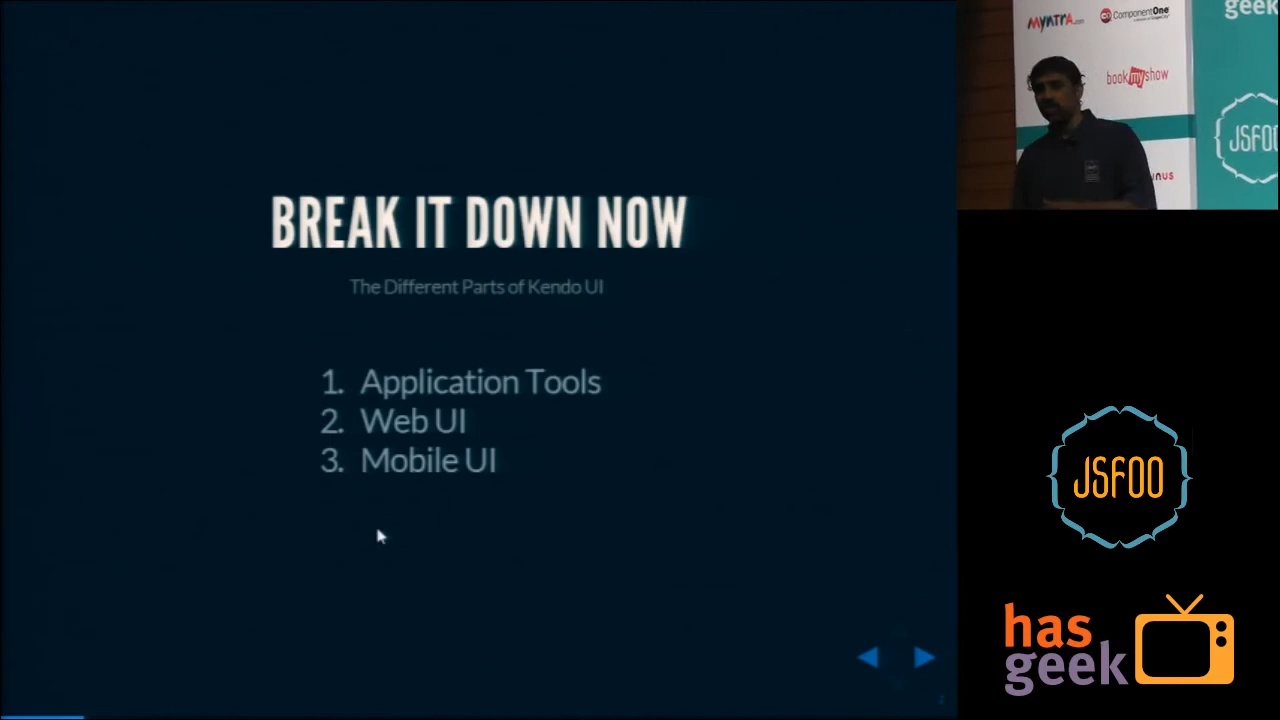 BREAK IT DOWN NOW
The Different Parts of Kendo UI
1. Application Tools
2. Web UI
3. Mobile UI
Myntra.com
ComponentOne
geek
bookmyshow
JSFOO
JSFOO
has
geek